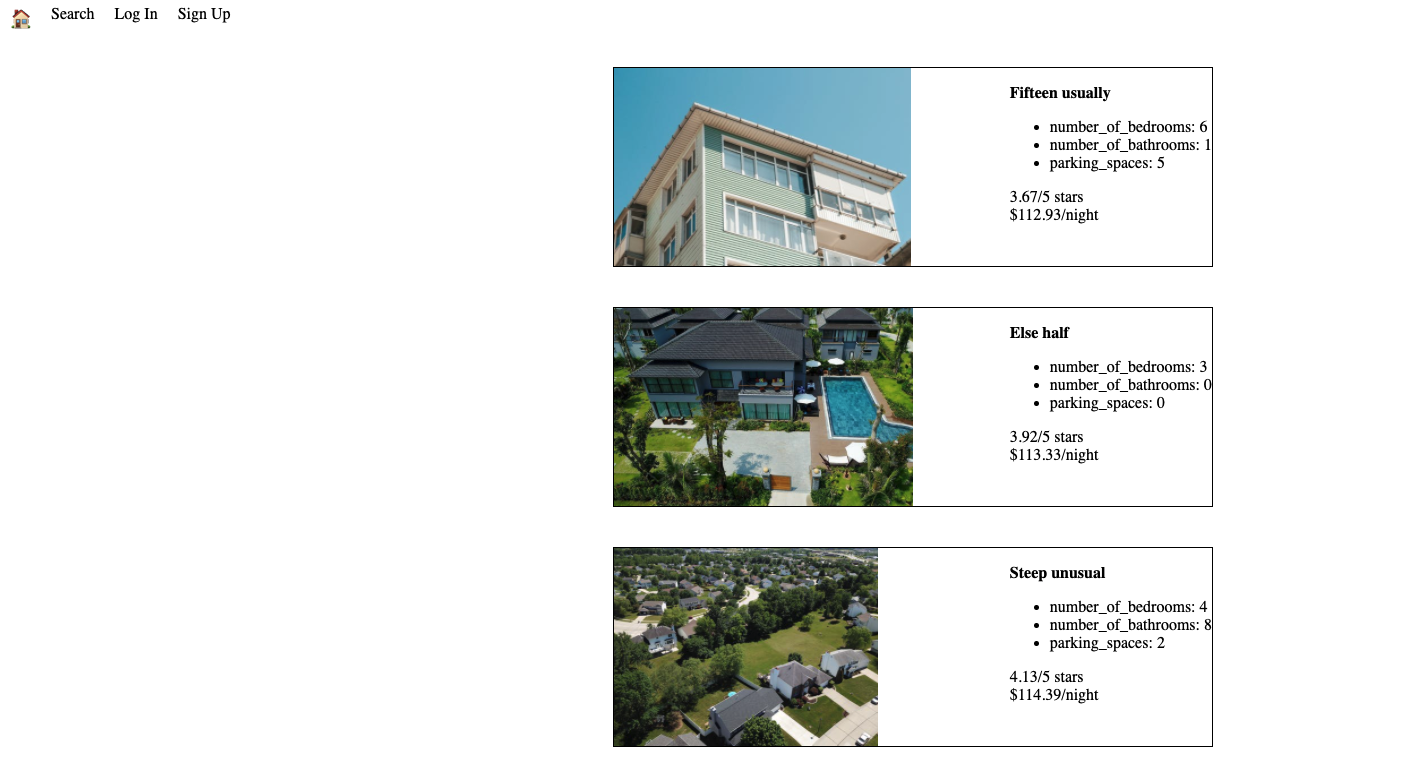 Search Log In Sign Up
Fifteen usually
number_of_bedrooms: 6
number_of_bathrooms: 1
parking_spaces: 5
3.67/5 stars
$112.93/night
Else half
number_of_bedrooms: 3
number_of_bathrooms: 0
parking_spaces: 0
3.92/5 stars
$113.33/night
Steep unusual
number_of_bedrooms: 4
number_of_bathrooms: 8
parking_spaces: 2
4.13/5 stars
$114.39/night